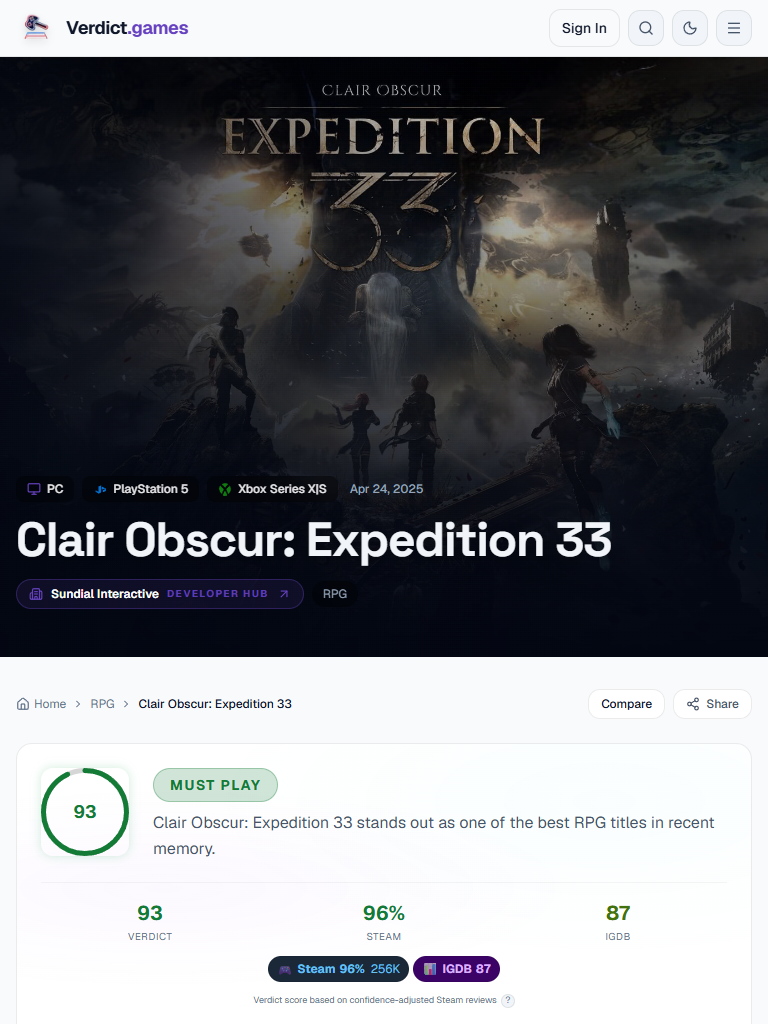 Verdict.games
Sign In
CLAIR OBSCUR
EXPEDITION
33
PC
PlayStation 5
Xbox Series X|S
Apr 24, 2025
Clair Obscur: Expedition 33
Sundial Interactive DEVELOPER HUB
RPG
Home > RPG > Clair Obscur: Expedition 33
Compare
Share
93
MUST PLAY
Clair Obscur: Expedition 33 stands out as one of the best RPG titles in recent
memory.
93
VERDICT
96%
STEAM
87
IGDB
Steam 96% 256K
IGDB 87
Verdict score based on confidence-adjusted Steam reviews ?